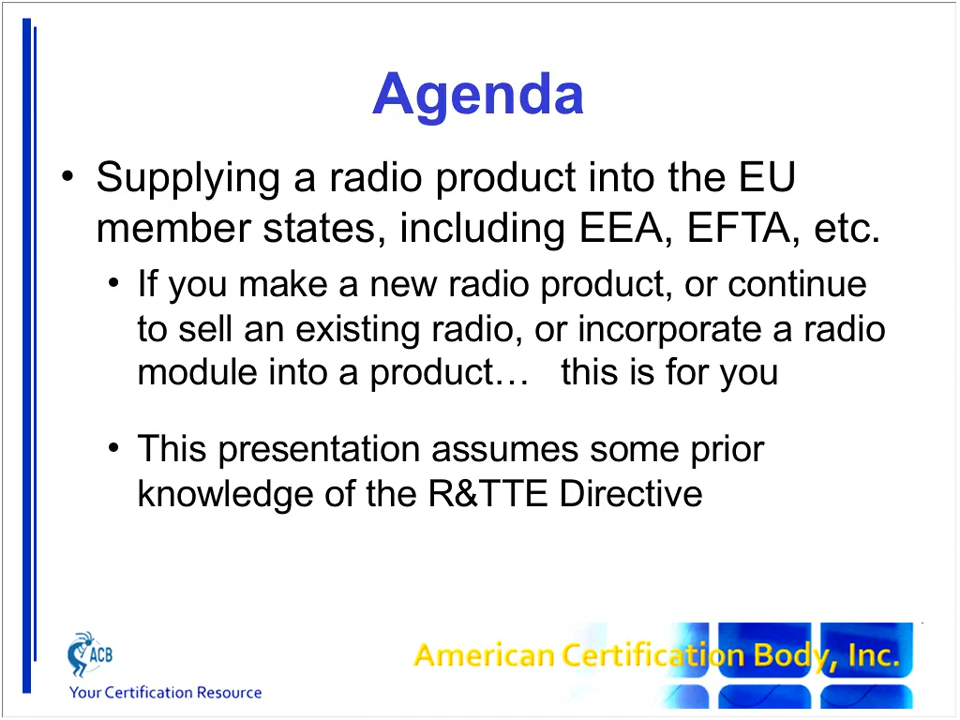 Agenda
• Supplying a radio product into the EU
member states, including EEA, EFTA, etc.
• If you make a new radio product, or continue
to sell an existing radio, or incorporate a radio
module into a product… this is for you
• This presentation assumes some prior
knowledge of the R&TTE Directive
ACB
American Certification Body, Inc.
Your Certification Resource